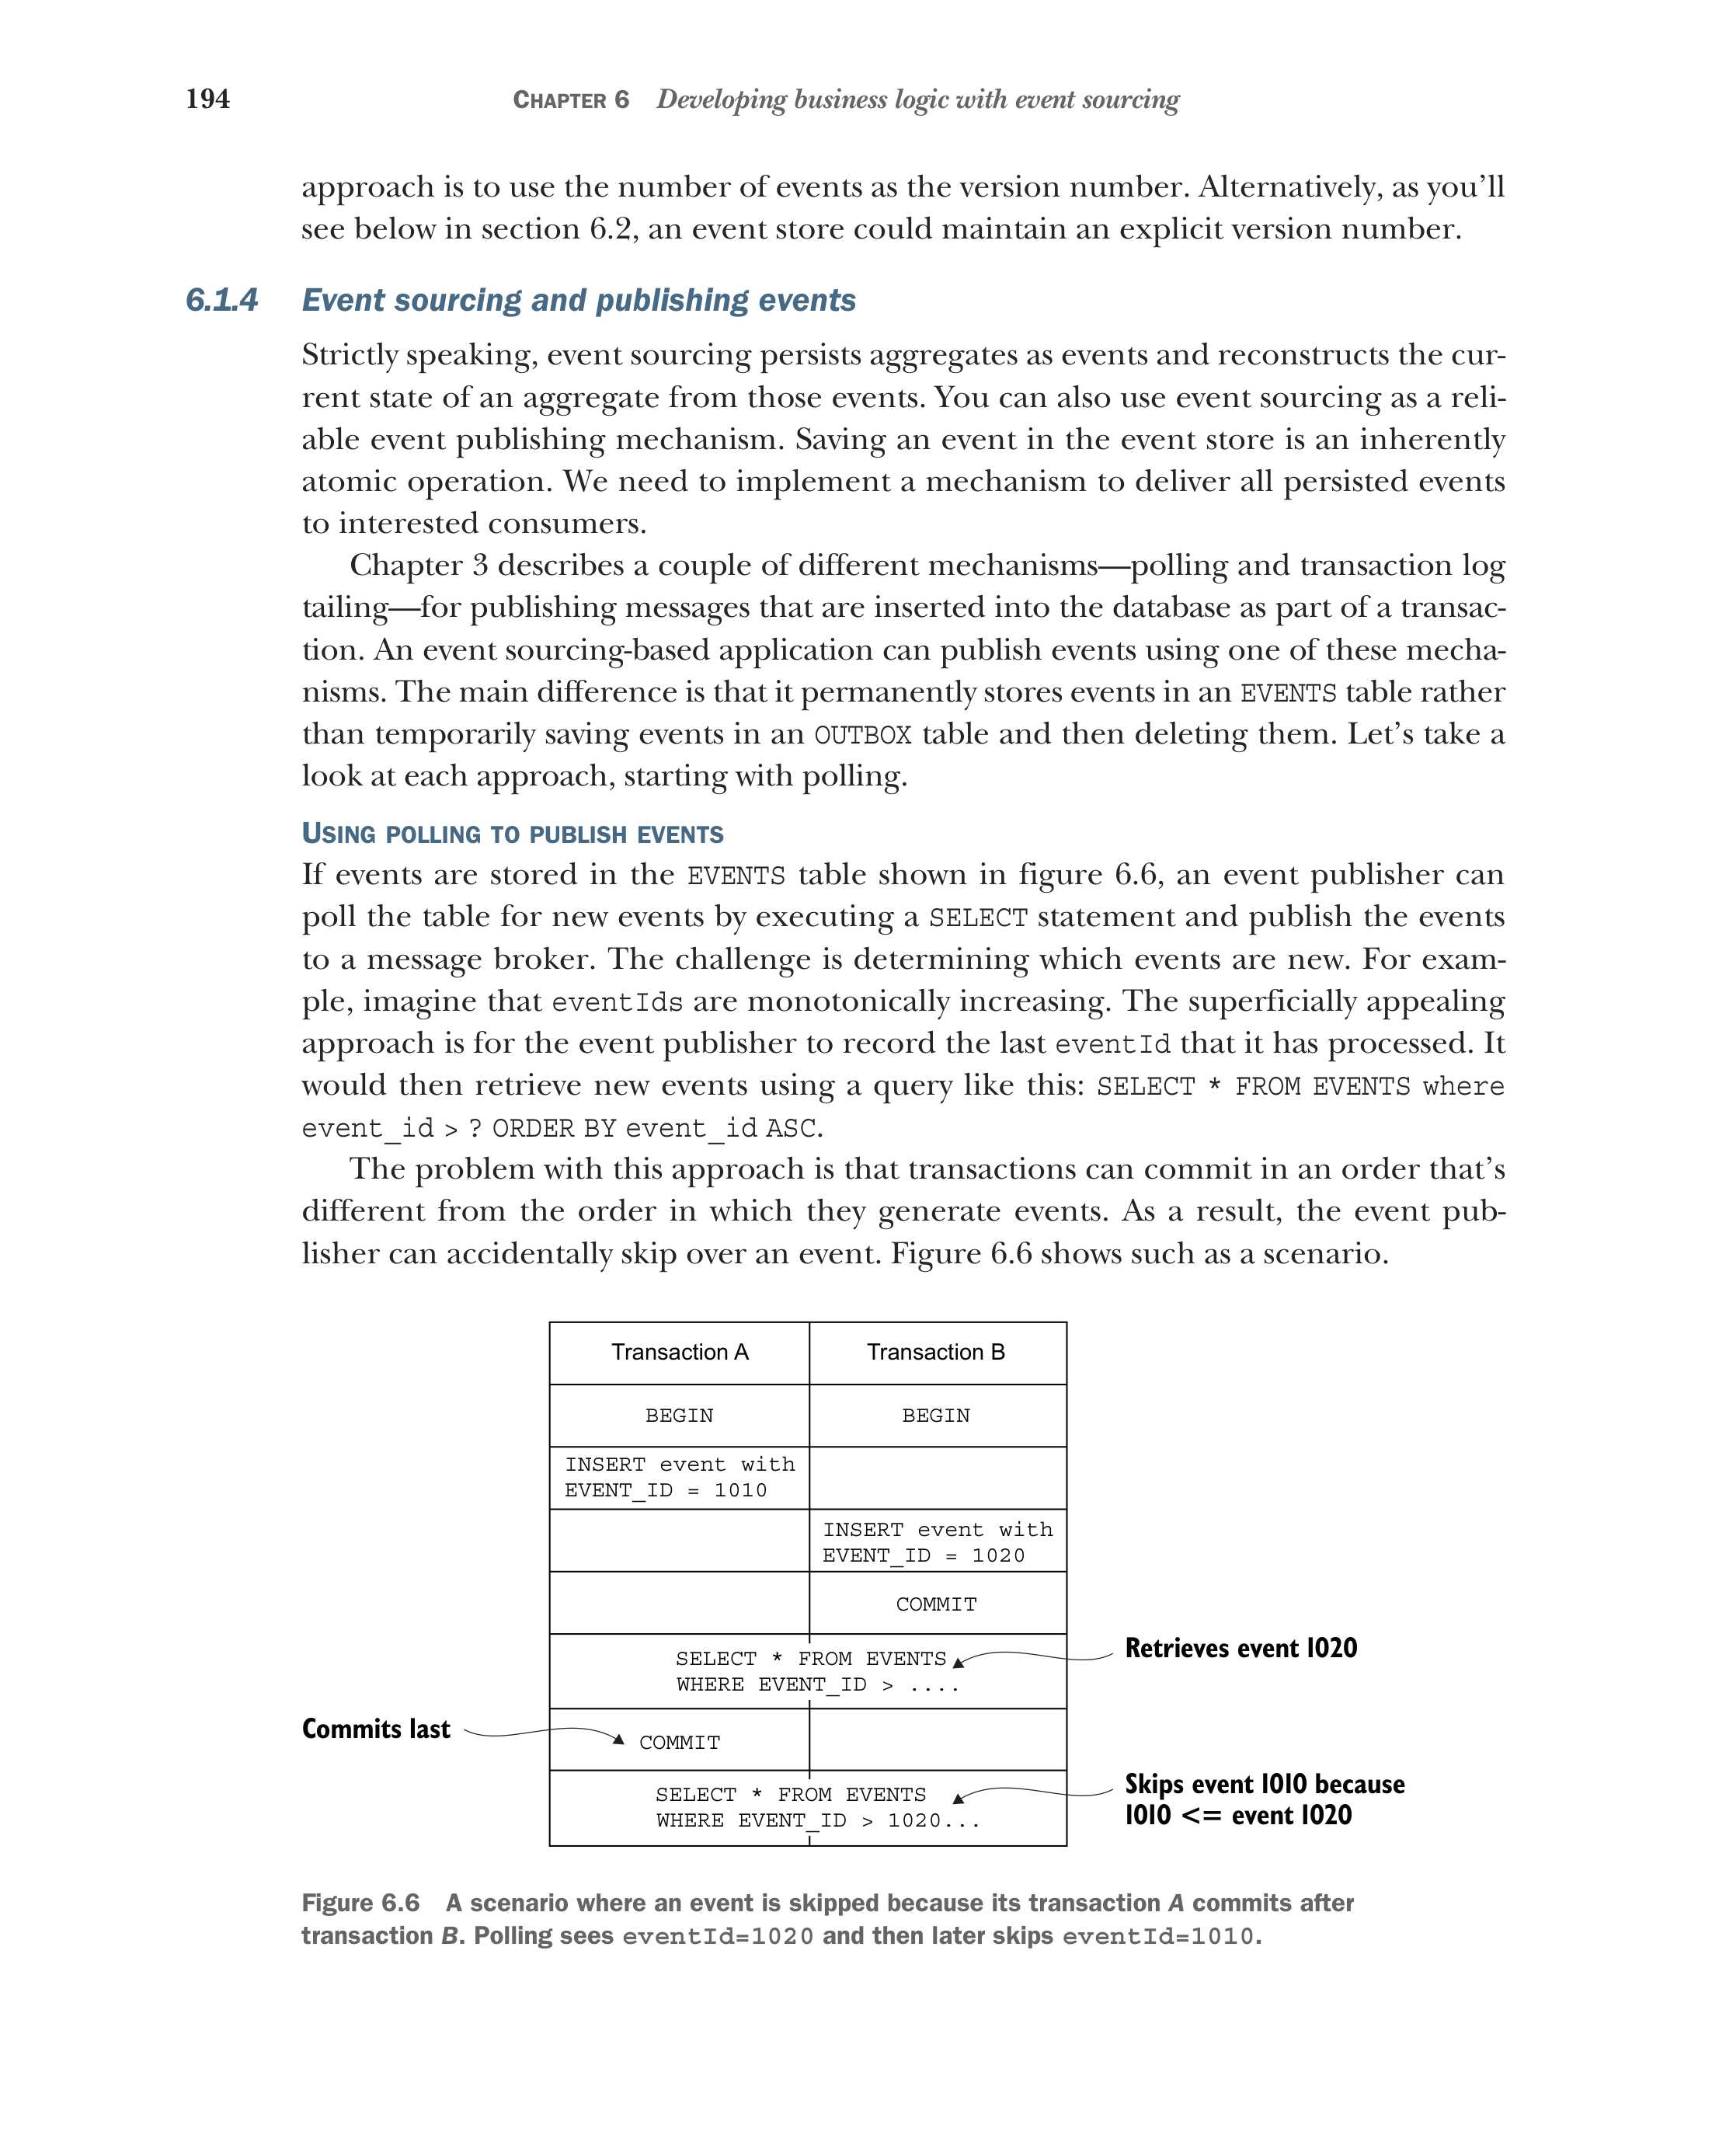 194 CHAPTER 6 Developing business logic with event sourcing
approach is to use the number of events as the version number. Alternatively, as you’ll
see below in section 6.2, an event store could maintain an explicit version number.
6.1.4 Event sourcing and publishing events
Strictly speaking, event sourcing persists aggregates as events and reconstructs the cur-
rent state of an aggregate from those events. You can also use event sourcing as a reli-
able event publishing mechanism. Saving an event in the event store is an inherently
atomic operation. We need to implement a mechanism to deliver all persisted events
to interested consumers.
Chapter 3 describes a couple of different mechanisms—polling and transaction log
tailing—for publishing messages that are inserted into the database as part of a transac-
tion. An event sourcing-based application can publish events using one of these mecha-
nisms. The main difference is that it permanently stores events in an EVENTS table rather
than temporarily saving events in an OUTBOX table and then deleting them. Let’s take a
look at each approach, starting with polling.
USING POLLING TO PUBLISH EVENTS
If events are stored in the EVENTS table shown in figure 6.6, an event publisher can
poll the table for new events by executing a SELECT statement and publish the events
to a message broker. The challenge is determining which events are new. For exam-
ple, imagine that eventIds are monotonically increasing. The superficially appealing
approach is for the event publisher to record the last eventId that it has processed. It
would then retrieve new events using a query like this: SELECT * FROM EVENTS where
event_id > ? ORDER BY event_id ASC.
The problem with this approach is that transactions can commit in an order that’s
different from the order in which they generate events. As a result, the event pub-
lisher can accidentally skip over an event. Figure 6.6 shows such as a scenario.
Transaction A Transaction B
BEGIN BEGIN
INSERT event with
EVENT_ID = 1010
INSERT event with
EVENT_ID = 1020
COMMIT
SELECT * FROM EVENTS
WHERE EVENT_ID > ....
Retrieves event 1020
Commits last
COMMIT
SELECT * FROM EVENTS
WHERE EVENT_ID > 1020...
Skips event 1010 because
1010 <= event 1020
Figure 6.6 A scenario where an event is skipped because its transaction A commits after
transaction B. Polling sees eventId=1020 and then later skips eventId=1010.